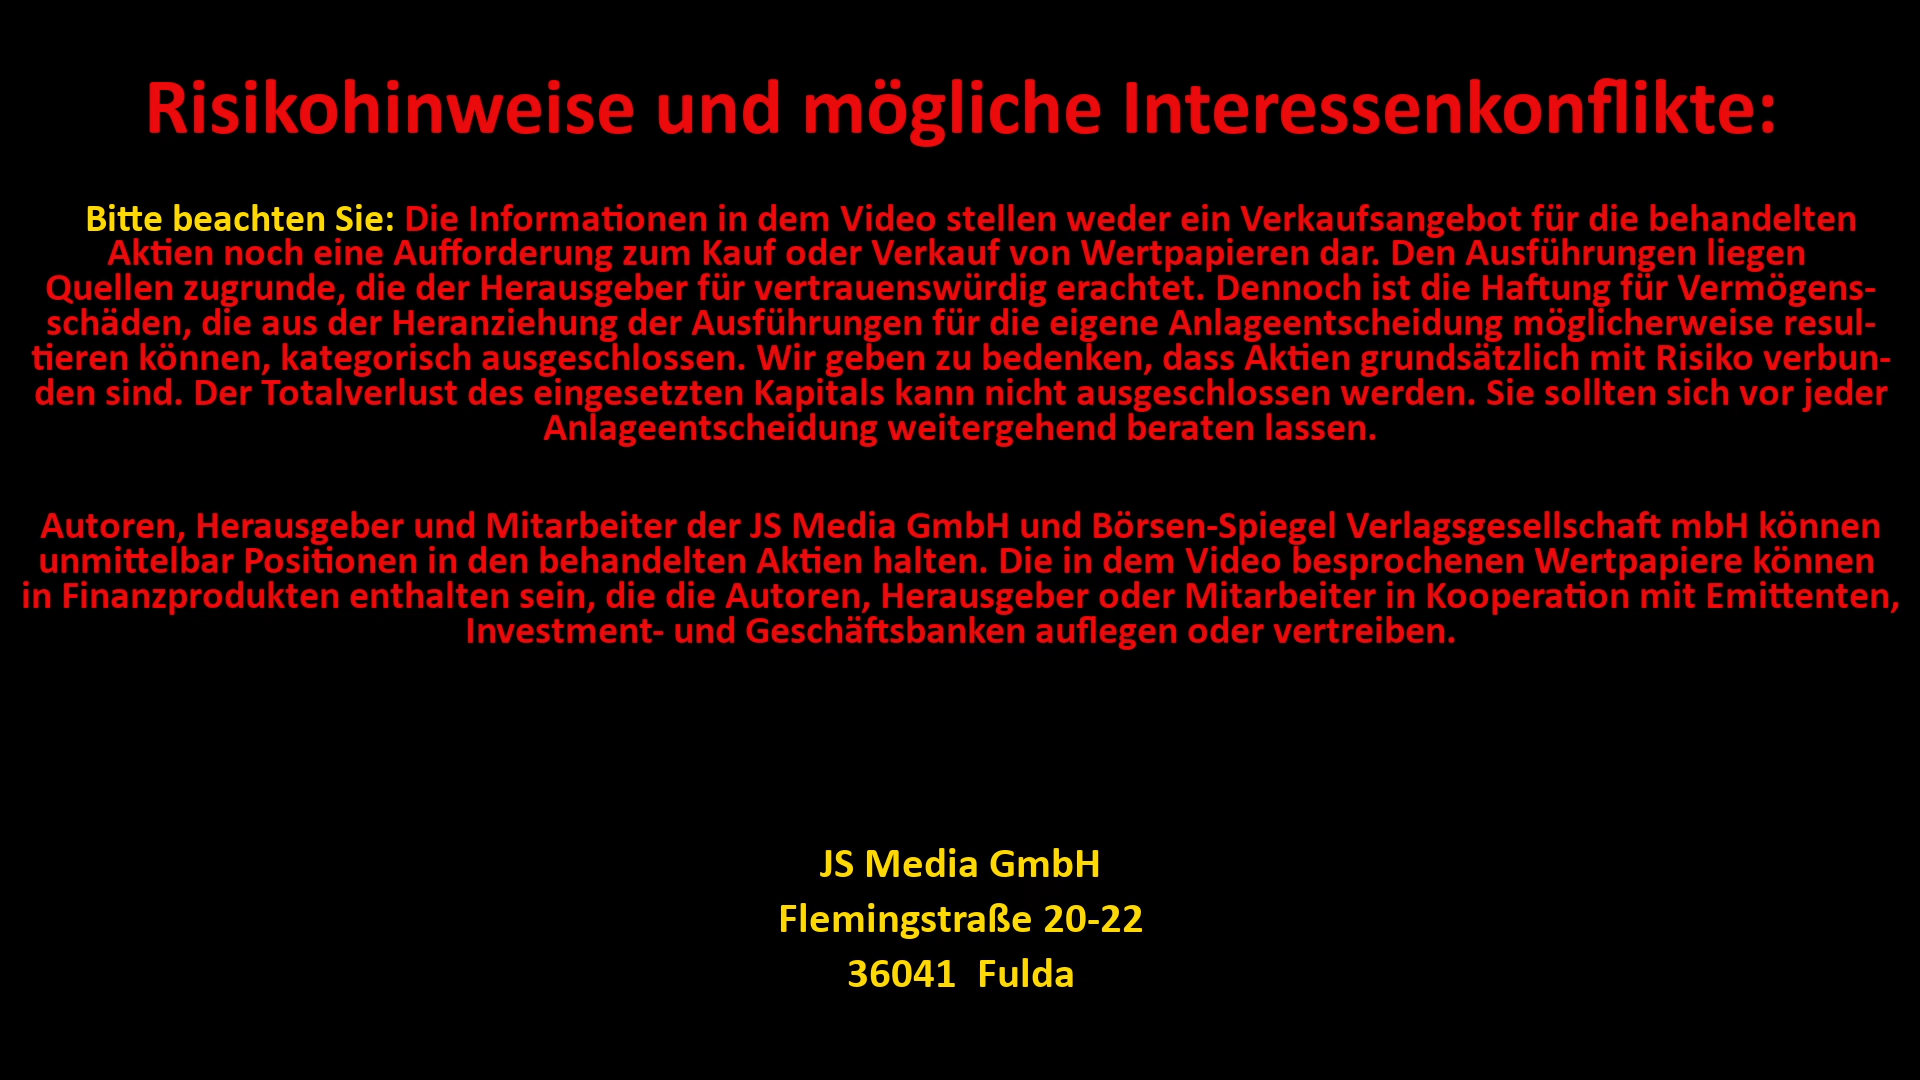 Risikohinweise und mögliche Interessenkonflikte:
Bitte beachten Sie: Die Informationen in dem Video stellen weder ein Verkaufsangebot für die behandelten
Aktien noch eine Aufforderung zum Kauf oder Verkauf von Wertpapieren dar. Den Ausführungen liegen
Quellen zugrunde, die der Herausgeber für vertrauenswürdig erachtet. Dennoch ist die Haftung für Vermögens-
schäden, die aus der Heranziehung der Ausführungen für die eigene Anlageentscheidung möglicherweise resul-
tieren können, kategorisch ausgeschlossen. Wir geben zu bedenken, dass Aktien grundsätzlich mit Risiko verbun-
den sind. Der Totalverlust des eingesetzten Kapitals kann nicht ausgeschlossen werden. Sie sollten sich vor jeder
Anlageentscheidung weitergehend beraten lassen.
Autoren, Herausgeber und Mitarbeiter der JS Media GmbH und Börsen-Spiegel Verlagsgesellschaft mbH können
unmittelbar Positionen in den behandelten Aktien halten. Die in dem Video besprochenen Wertpapiere können
in Finanzprodukten enthalten sein, die die Autoren, Herausgeber oder Mitarbeiter in Kooperation mit Emittenten,
Investment- und Geschäftsbanken auflegen oder vertreiben.
JS Media GmbH
Flemingstraße 20-22
36041  Fulda